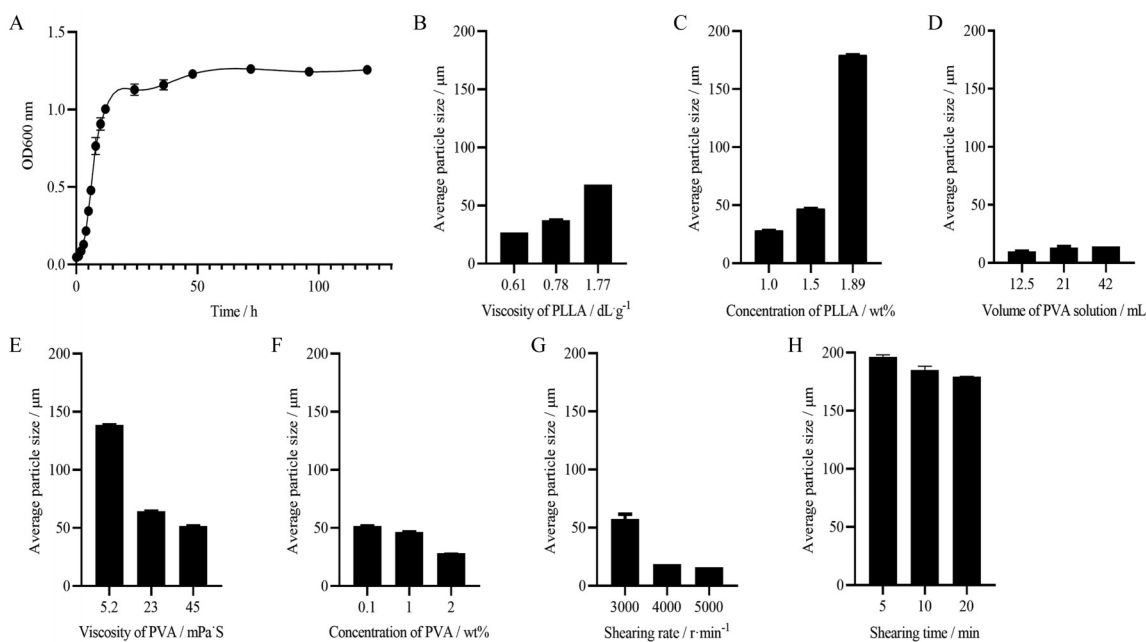 A
OD600 nm
1.5
1.0
0.5
0.0
0 50 100
Time / h
B
Average particle size / μm
200
150
100
50
0
0.61 0.78 1.77
Viscosity of PLLA / dL·g⁻¹
C
Average particle size / μm
200
150
100
50
0
1.0 1.5 1.89
Concentration of PLLA / wt%
D
Average particle size / μm
200
150
100
50
0
12.5 21 42
Volume of PVA solution / mL
E
Average particle size / μm
200
150
100
50
0
5.2 23 45
Viscosity of PVA / mPa·S
F
Average particle size / μm
200
150
100
50
0
0.1 1 2
Concentration of PVA / wt%
G
Average particle size / μm
200
150
100
50
0
3000 4000 5000
Shearing rate / r·min⁻¹
H
Average particle size / μm
200
150
100
50
0
5 10 20
Shearing time / min